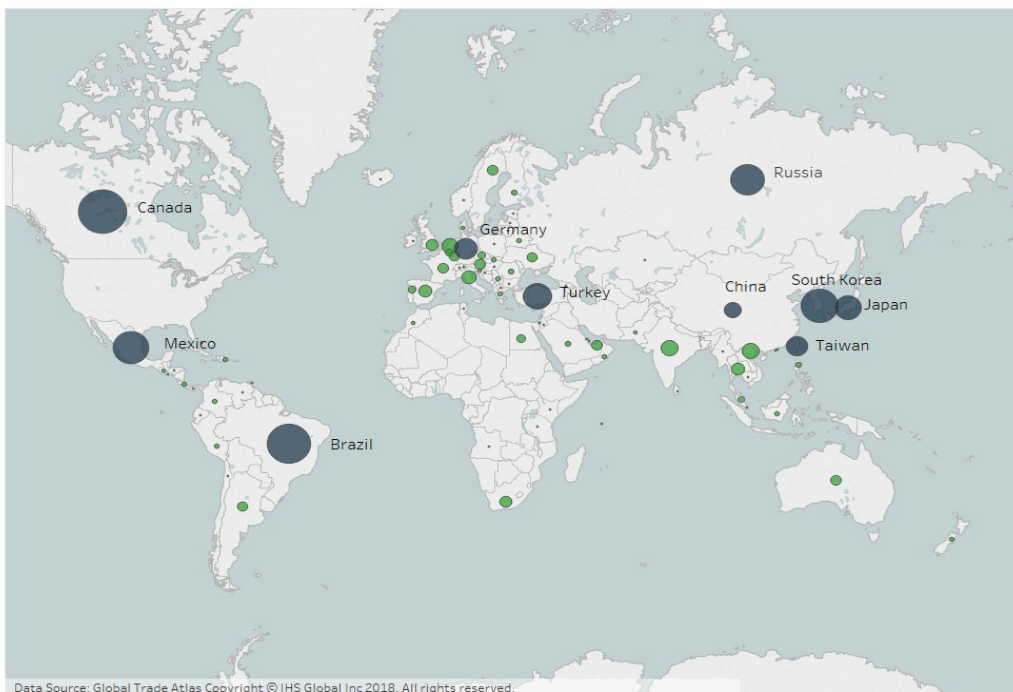 Russia
Canada
Germany
South Korea
China
Turkey
Japan
Mexico
Taiwan
Brazil
Data Source: Global Trade Atlas Copyright © IHS Global Inc 2018. All rights reserved.